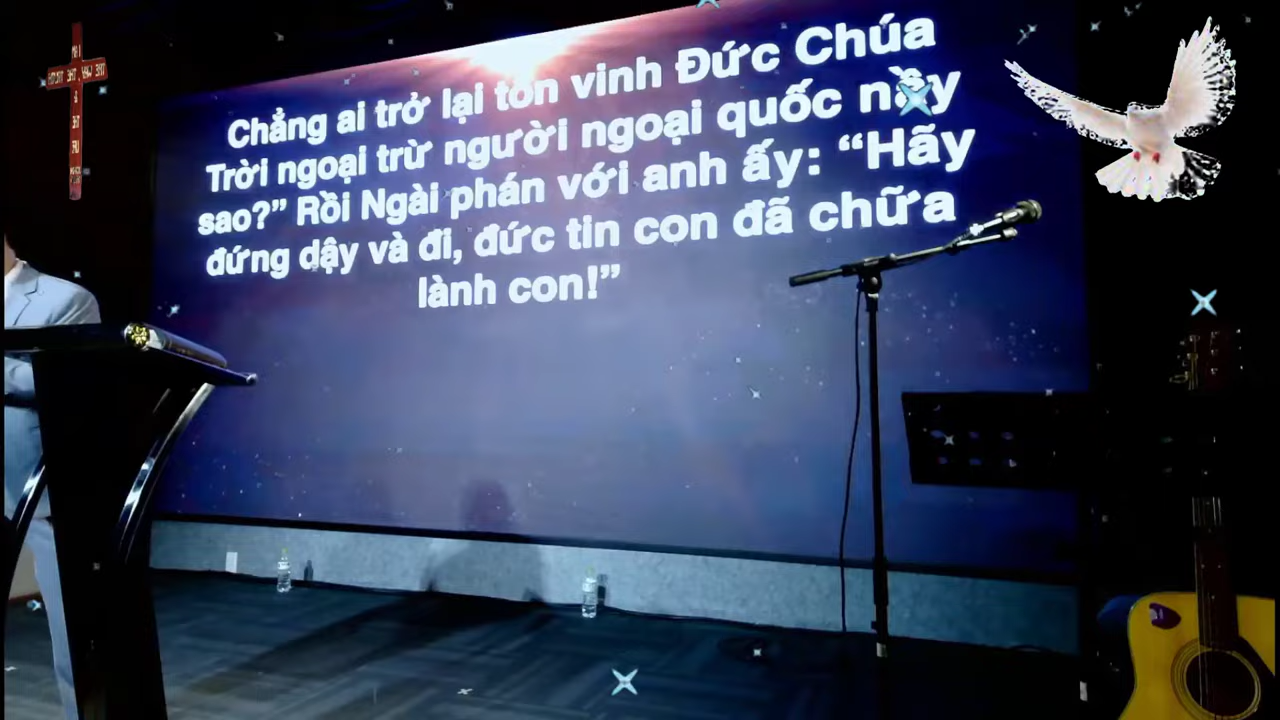 Chẳng ai trở lại tôn vinh Đức Chúa
Trời ngoại trừ người ngoại quốc nầy
sao?” Rồi Ngài phán với anh ấy: “Hãy
đứng dậy và đi, đức tin con đã chữa
lành con!”